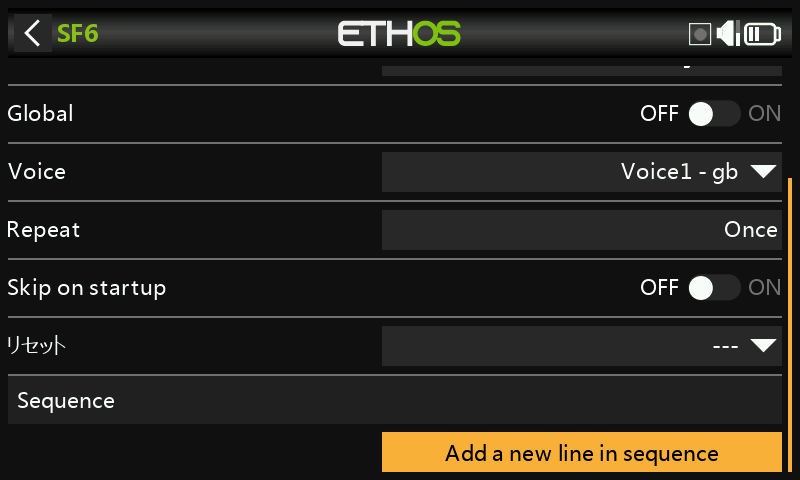 SF6
ETHOS
Global OFF ON
Voice Voice1 - gb
Repeat Once
Skip on startup OFF ON
リセット ---
Sequence
Add a new line in sequence